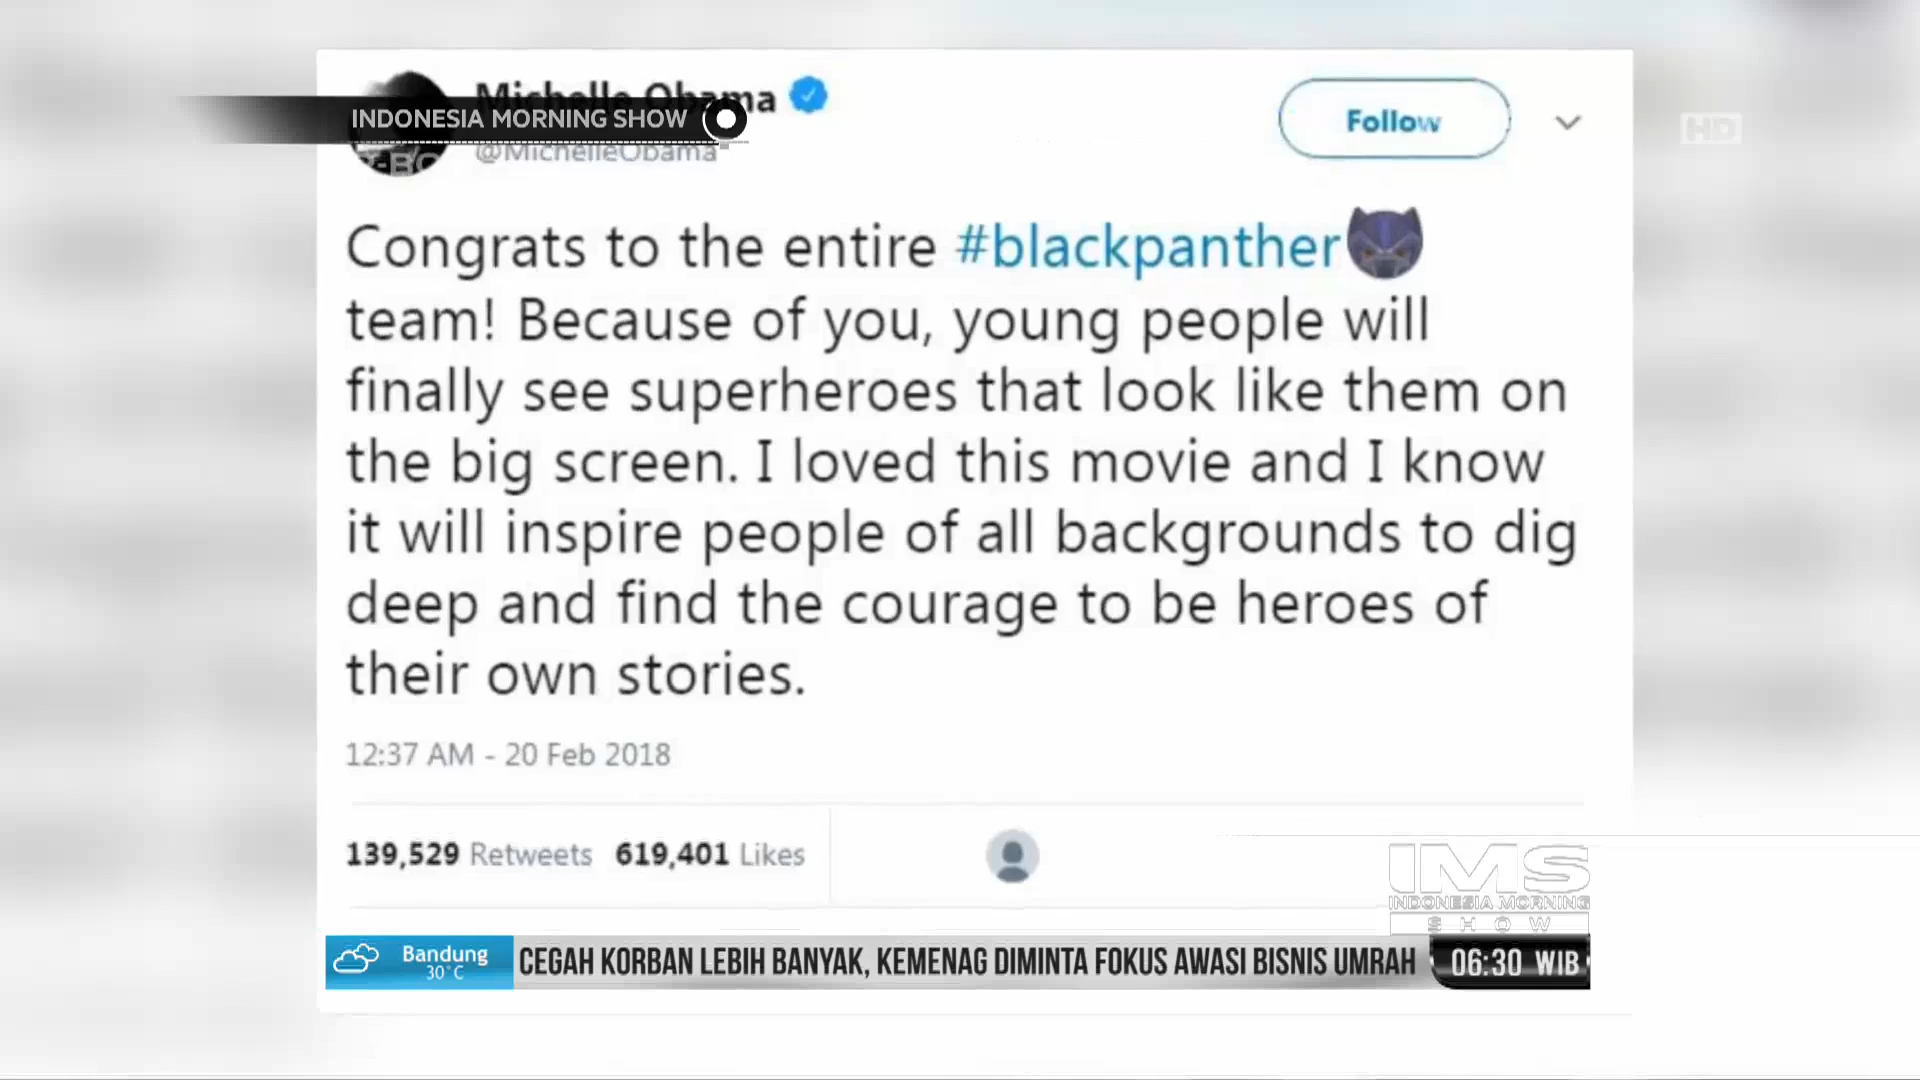 Michelle Obama
INDONESIA MORNING SHOW
@MichelleObama
Follow
HD
Congrats to the entire #blackpanther
team! Because of you, young people will
finally see superheroes that look like them on
the big screen. I loved this movie and I know
it will inspire people of all backgrounds to dig
deep and find the courage to be heroes of
their own stories.
12:37 AM - 20 Feb 2018
139,529 Retweets 619,401 Likes
IMS
INDONESIA MORNING
SHOW
Bandung
30°C
CEGAH KORBAN LEBIH BANYAK, KEMENAG DIMINTA FOKUS AWASI BISNIS UMRAH
06:30 WIB